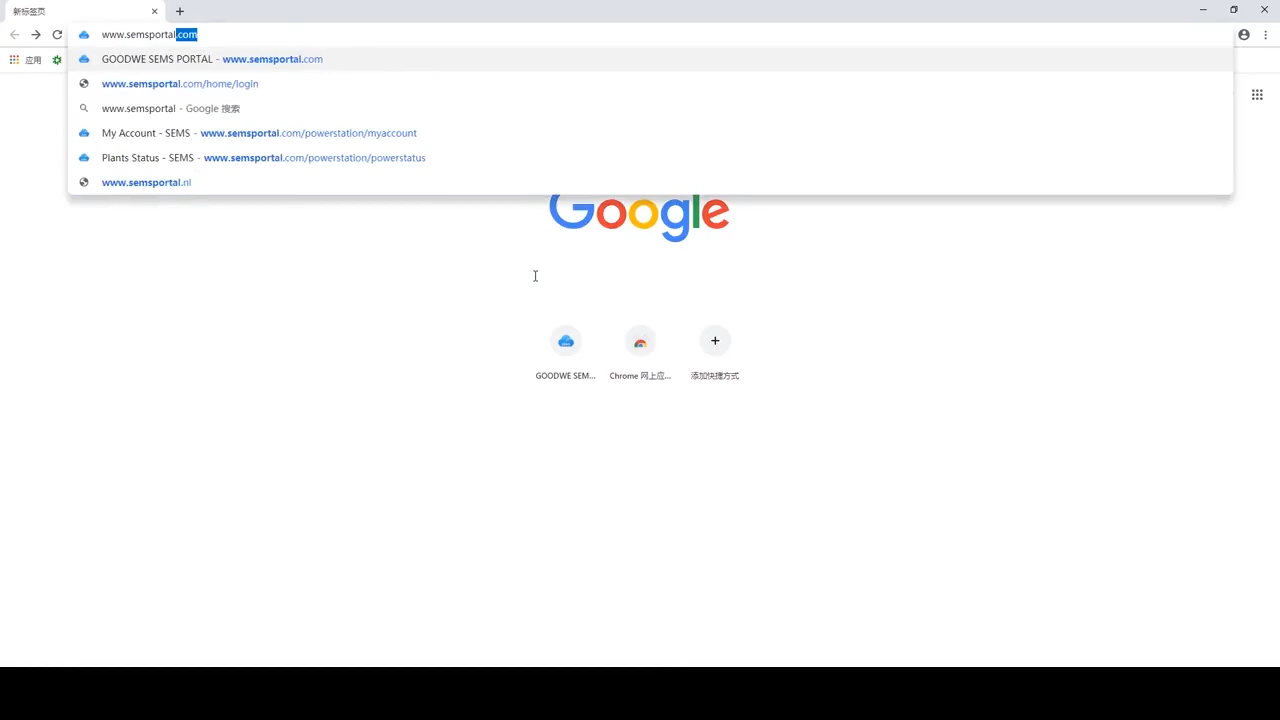 新标签页
www.semsportal.com
应用
GOODWE SEMS PORTAL - www.semsportal.com
www.semsportal.com/home/login
www.semsportal - Google 搜索
My Account - SEMS - www.semsportal.com/powerstation/myaccount
Plants Status - SEMS - www.semsportal.com/powerstation/powerstatus
www.semsportal.nl
Google
GOODWE SEM...
Chrome 网上应...
添加快捷方式